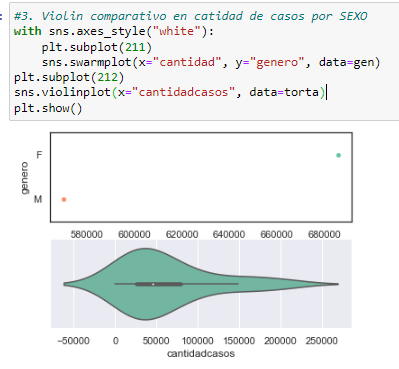 #3. Violin comparativo en catidad de casos por SEXO
with sns.axes_style("white"):
    plt.subplot(211)
    sns.swarmplot(x="cantidad", y="genero", data=gen)
plt.subplot(212)
sns.violinplot(x="cantidadcasos", data=torta)
plt.show()
F
genero
M
580000 600000 620000 640000 660000 680000
−50000 0 50000 100000 150000 200000 250000
cantidadcasos